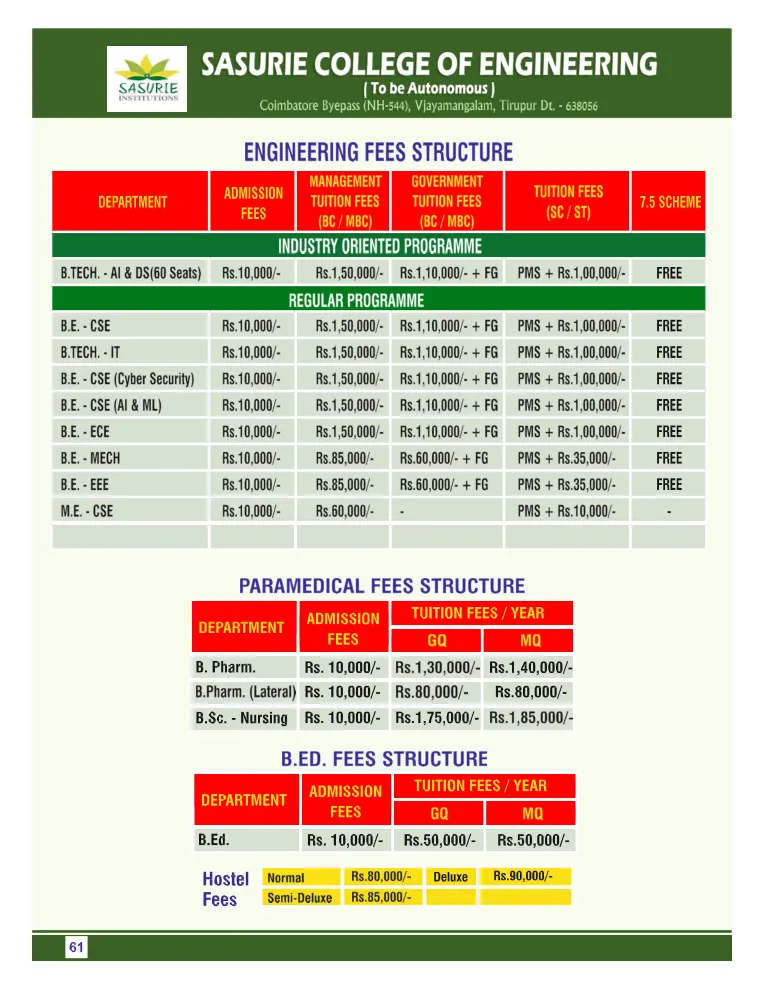 SASURIE
INSTITUTIONS
SASURIE COLLEGE OF ENGINEERING
( To be Autonomous )
Coimbatore Byepass (NH-544), Vjayamangalam, Tirupur Dt. - 638056
ENGINEERING FEES STRUCTURE
DEPARTMENT ADMISSION FEES MANAGEMENT TUITION FEES (BC / MBC) GOVERNMENT TUITION FEES (BC / MBC) TUITION FEES (SC / ST) 7.5 SCHEME
INDUSTRY ORIENTED PROGRAMME
B.TECH. - AI & DS(60 Seats) Rs.10,000/- Rs.1,50,000/- Rs.1,10,000/- + FG PMS + Rs.1,00,000/- FREE
REGULAR PROGRAMME
B.E. - CSE Rs.10,000/- Rs.1,50,000/- Rs.1,10,000/- + FG PMS + Rs.1,00,000/- FREE
B.TECH. - IT Rs.10,000/- Rs.1,50,000/- Rs.1,10,000/- + FG PMS + Rs.1,00,000/- FREE
B.E. - CSE (Cyber Security) Rs.10,000/- Rs.1,50,000/- Rs.1,10,000/- + FG PMS + Rs.1,00,000/- FREE
B.E. - CSE (AI & ML) Rs.10,000/- Rs.1,50,000/- Rs.1,10,000/- + FG PMS + Rs.1,00,000/- FREE
B.E. - ECE Rs.10,000/- Rs.1,50,000/- Rs.1,10,000/- + FG PMS + Rs.1,00,000/- FREE
B.E. - MECH Rs.10,000/- Rs.85,000/- Rs.60,000/- + FG PMS + Rs.35,000/- FREE
B.E. - EEE Rs.10,000/- Rs.85,000/- Rs.60,000/- + FG PMS + Rs.35,000/- FREE
M.E. - CSE Rs.10,000/- Rs.60,000/- - PMS + Rs.10,000/- -
PARAMEDICAL FEES STRUCTURE
DEPARTMENT ADMISSION FEES TUITION FEES / YEAR
GQ MQ
B. Pharm. Rs. 10,000/- Rs.1,30,000/- Rs.1,40,000/-
B.Pharm. (Lateral) Rs. 10,000/- Rs.80,000/- Rs.80,000/-
B.Sc. - Nursing Rs. 10,000/- Rs.1,75,000/- Rs.1,85,000/-
B.ED. FEES STRUCTURE
DEPARTMENT ADMISSION FEES TUITION FEES / YEAR
GQ MQ
B.Ed. Rs. 10,000/- Rs.50,000/- Rs.50,000/-
Hostel Fees
Normal Rs.80,000/- Deluxe Rs.90,000/-
Semi-Deluxe Rs.85,000/-
61